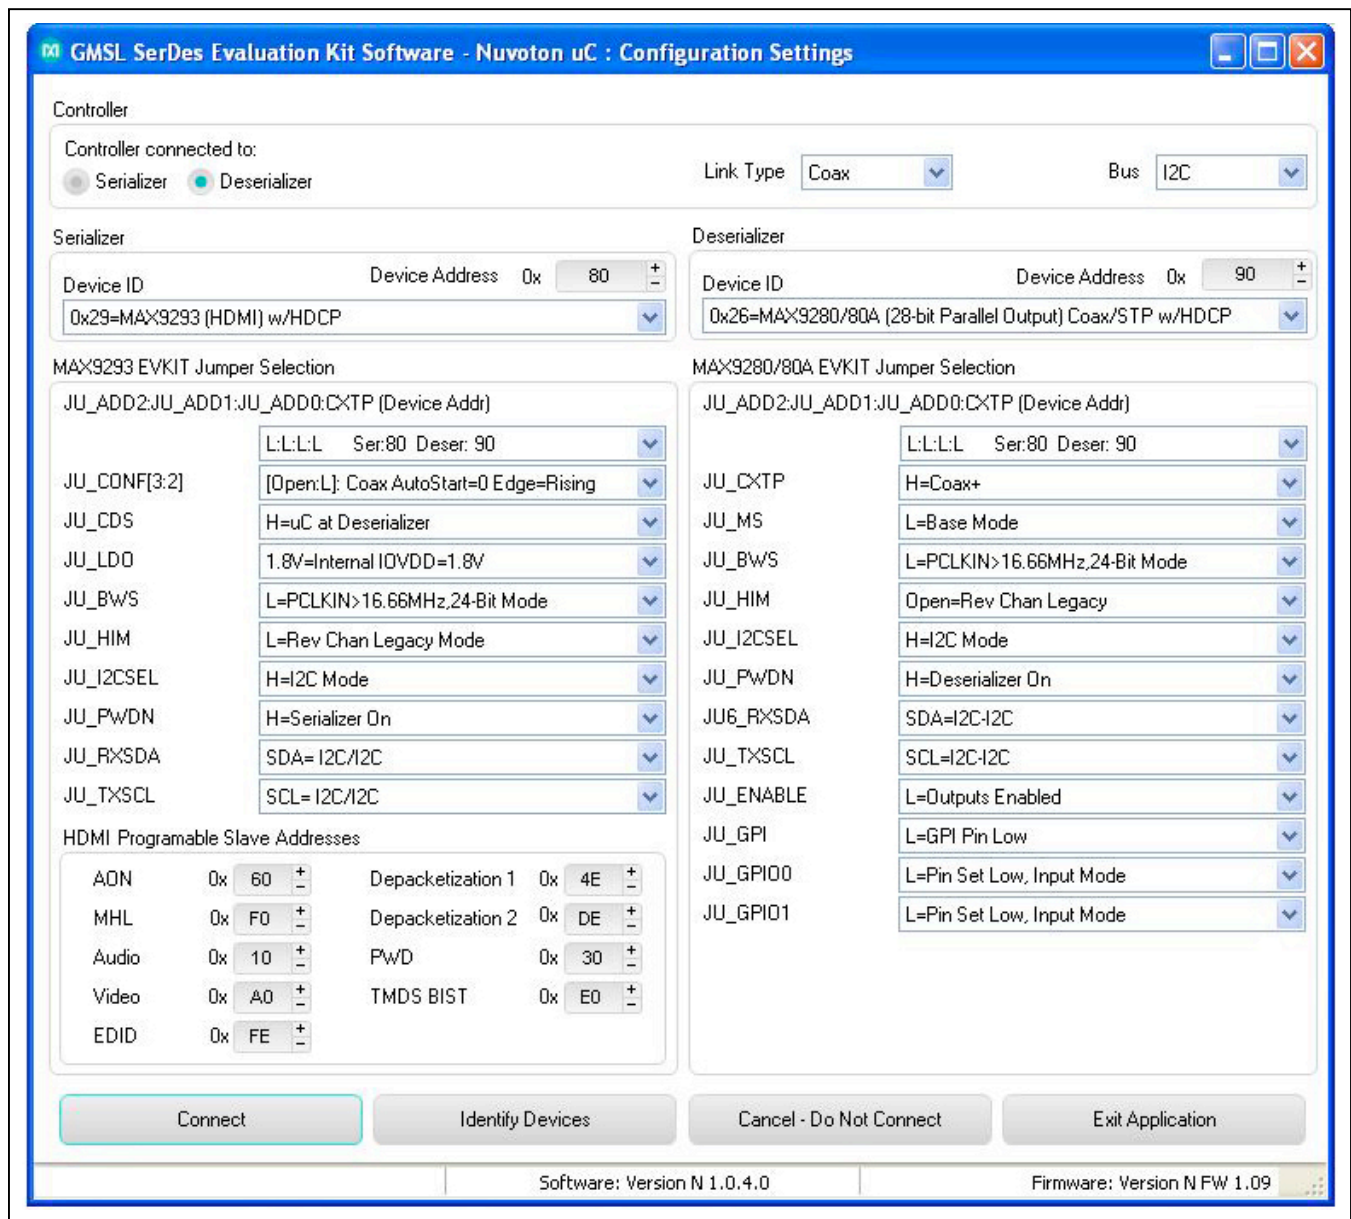 GMSL SerDes Evaluation Kit Software - Nuvoton uC : Configuration Settings
Controller
Controller connected to:
Serializer Deserializer
Link Type Coax
Bus I2C
Serializer
Device Address 0x 80
Device ID
0x29=MAX9293 (HDMI) w/HDCP
Deserializer
Device Address 0x 90
Device ID
0x26=MAX9280/80A (28-bit Parallel Output) Coax/STP w/HDCP
MAX9293 EVKIT Jumper Selection
JU_ADD2:JU_ADD1:JU_ADD0:CXTP (Device Addr)
L:L:L:L Ser:80 Deser: 90
JU_CONF[3:2] [Open:L]: Coax AutoStart=0 Edge=Rising
JU_CDS H=uC at Deserializer
JU_LDO 1.8V=Internal IOVDD=1.8V
JU_BWS L=PCLKIN>16.66MHz,24-Bit Mode
JU_HIM L=Rev Chan Legacy Mode
JU_I2CSEL H=I2C Mode
JU_PWDN H=Serializer On
JU_RXSDA SDA= I2C/I2C
JU_TXSCL SCL= I2C/I2C
HDMI Programable Slave Addresses
AON 0x 60 Depacketization 1 0x 4E
MHL 0x F0 Depacketization 2 0x DE
Audio 0x 10 PWD 0x 30
Video 0x A0 TMDS BIST 0x E0
EDID 0x FE
MAX9280/80A EVKIT Jumper Selection
JU_ADD2:JU_ADD1:JU_ADD0:CXTP (Device Addr)
L:L:L:L Ser:80 Deser: 90
JU_CXTP H=Coax+
JU_MS L=Base Mode
JU_BWS L=PCLKIN>16.66MHz,24-Bit Mode
JU_HIM Open=Rev Chan Legacy
JU_I2CSEL H=I2C Mode
JU_PWDN H=Deserializer On
JU6_RXSDA SDA=I2C-I2C
JU_TXSCL SCL=I2C-I2C
JU_ENABLE L=Outputs Enabled
JU_GPI L=GPI Pin Low
JU_GPIO0 L=Pin Set Low, Input Mode
JU_GPIO1 L=Pin Set Low, Input Mode
Connect Identify Devices Cancel - Do Not Connect Exit Application
Software: Version N 1.0.4.0 Firmware: Version N FW 1.09